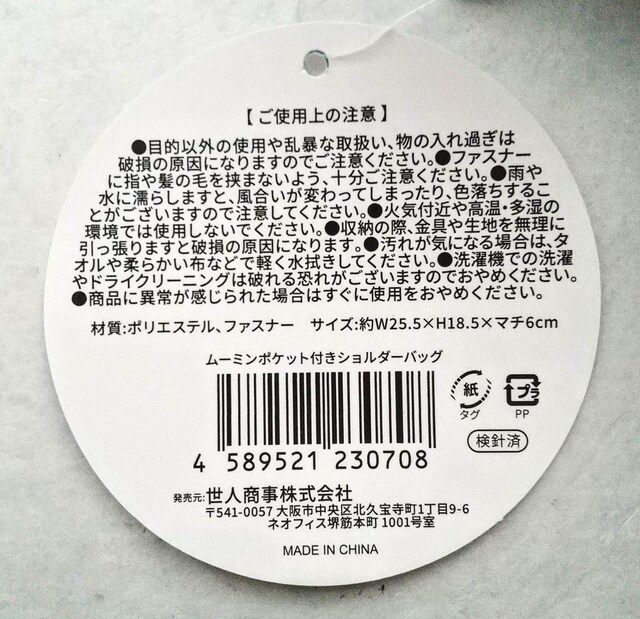 【ご使用上の注意】
●目的以外の使用や乱暴な取扱い、物の入れ過ぎは
破損の原因になりますのでご注意ください。●ファスナー
に指や髪の毛を挟まないよう、十分ご注意ください。●雨や
水に濡らしますと、風合いが変わってしまったり、色落ちするこ
とがございますので注意してください。●火気付近や高温・多湿の
環境では使用しないでください。●収納の際、金具や生地を無理に
引っ張りますと破損の原因になります。●汚れが気になる場合は、タ
オルや柔らかい布などで軽く水拭きしてください。●洗濯機での洗濯
やドライクリーニングは破れる恐れがございますのでおやめください。
●商品に異常が感じられた場合はすぐに使用をおやめください。
材質:ポリエステル、ファスナー サイズ:約W25.5×H18.5×マチ6cm
ムーミンポケット付きショルダーバッグ
紙
タグ
プラ
PP
検針済
4 589521 230708
発売元:世人商事株式会社
〒541-0057 大阪市中央区北久宝寺町1丁目9-6
ネオフィス堺筋本町 1001号室
MADE IN CHINA